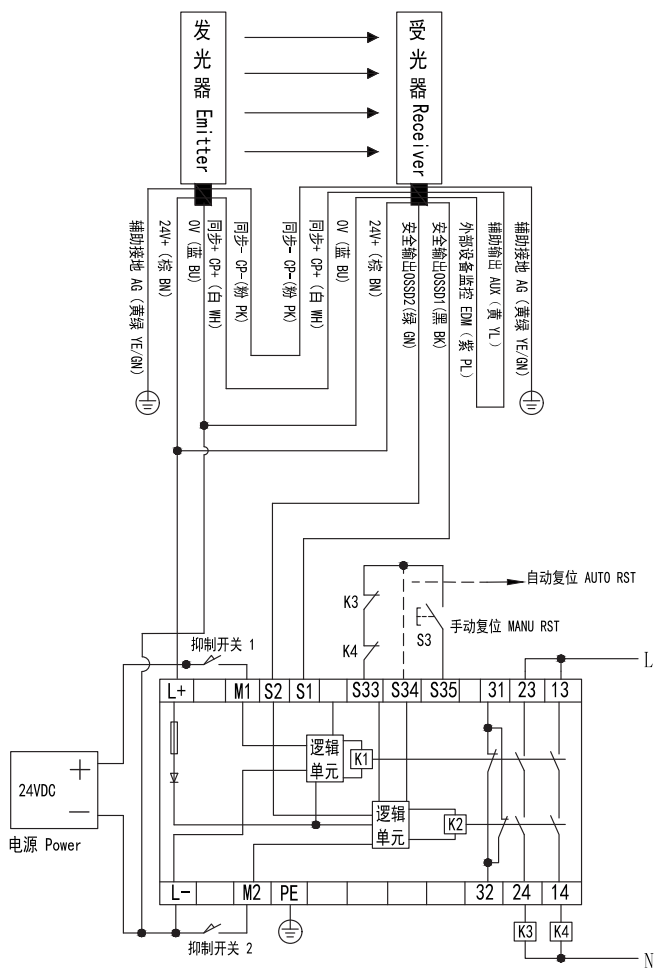 发光器 Emitter
受光器 Receiver
辅助接地 AG（黄绿 YE/GN）
24V+（棕 BN）
0V（蓝 BU）
同步+ CP+（白 WH）
同步- CP-(粉 PK)
同步- CP-(粉 PK)
同步+ CP+（白 WH）
0V（蓝 BU）
24V+（棕 BN）
安全输出OSSD2(绿 GN)
安全输出OSSD1(黑 BK)
外部设备监控 EDM（紫 PL）
辅助输出 AUX（黄 YL）
辅助接地 AG（黄绿 YE/GN）
自动复位 AUTO RST
K3
S3
手动复位 MANU RST
K4
抑制开关 1
L
L+ M1 S2 S1 S33 S34 S35 31 23 13
逻辑
单元
K1
24VDC
+
—
逻辑
单元
K2
电源 Power
L- M2 PE 32 24 14
K3 K4
抑制开关 2
N